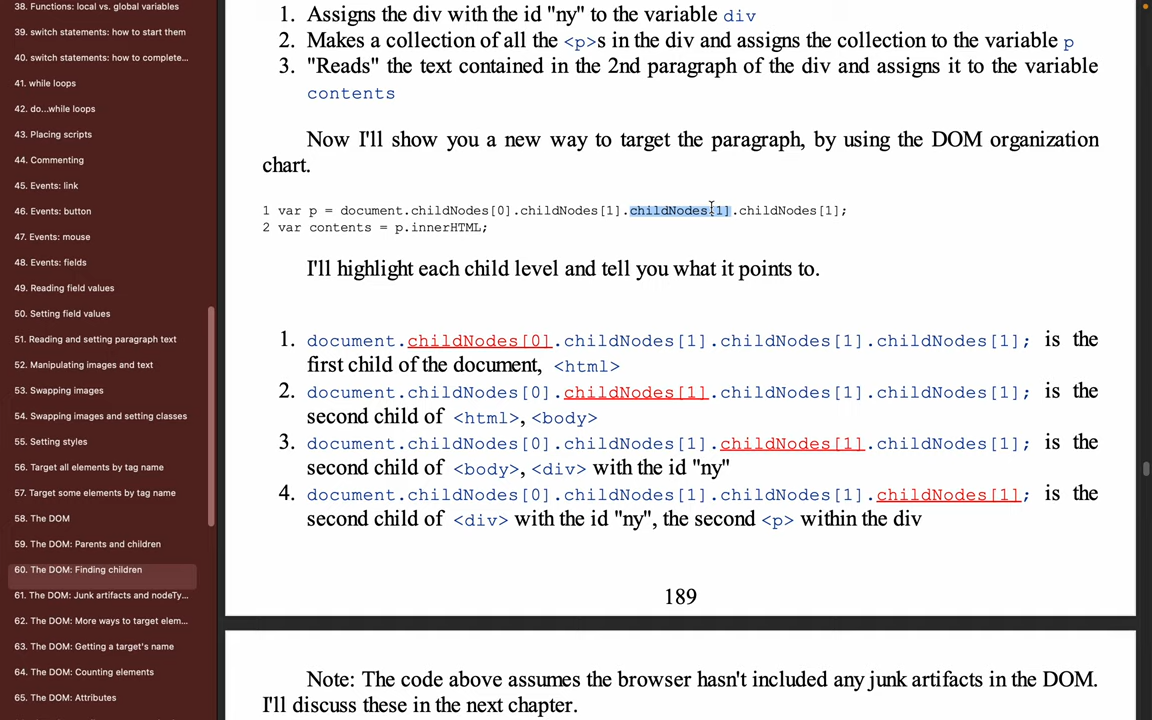 38. Functions: local vs. global variables
39. switch statements: how to start them
40. switch statements: how to complete...
41. while loops
42. do...while loops
43. Placing scripts
44. Commenting
45. Events: link
46. Events: button
47. Events: mouse
48. Events: fields
49. Reading field values
50. Setting field values
51. Reading and setting paragraph text
52. Manipulating images and text
53. Swapping images
54. Swapping images and setting classes
55. Setting styles
56. Target all elements by tag name
57. Target some elements by tag name
58. The DOM
59. The DOM: Parents and children
60. The DOM: Finding children
61. The DOM: Junk artifacts and nodeTy...
62. The DOM: More ways to target elem...
63. The DOM: Getting a target's name
64. The DOM: Counting elements
65. The DOM: Attributes
1. Assigns the div with the id "ny" to the variable div
2. Makes a collection of all the <p>s in the div and assigns the collection to the variable p
3. "Reads" the text contained in the 2nd paragraph of the div and assigns it to the variable
contents
Now I'll show you a new way to target the paragraph, by using the DOM organization
chart.
1 var p = document.childNodes[0].childNodes[1].childNodes[1].childNodes[1];
2 var contents = p.innerHTML;
I'll highlight each child level and tell you what it points to.
1. document.childNodes[0].childNodes[1].childNodes[1].childNodes[1]; is the
first child of the document, <html>
2. document.childNodes[0].childNodes[1].childNodes[1].childNodes[1]; is the
second child of <html>, <body>
3. document.childNodes[0].childNodes[1].childNodes[1].childNodes[1]; is the
second child of <body>, <div> with the id "ny"
4. document.childNodes[0].childNodes[1].childNodes[1].childNodes[1]; is the
second child of <div> with the id "ny", the second <p> within the div
189
Note: The code above assumes the browser hasn't included any junk artifacts in the DOM.
I'll discuss these in the next chapter.